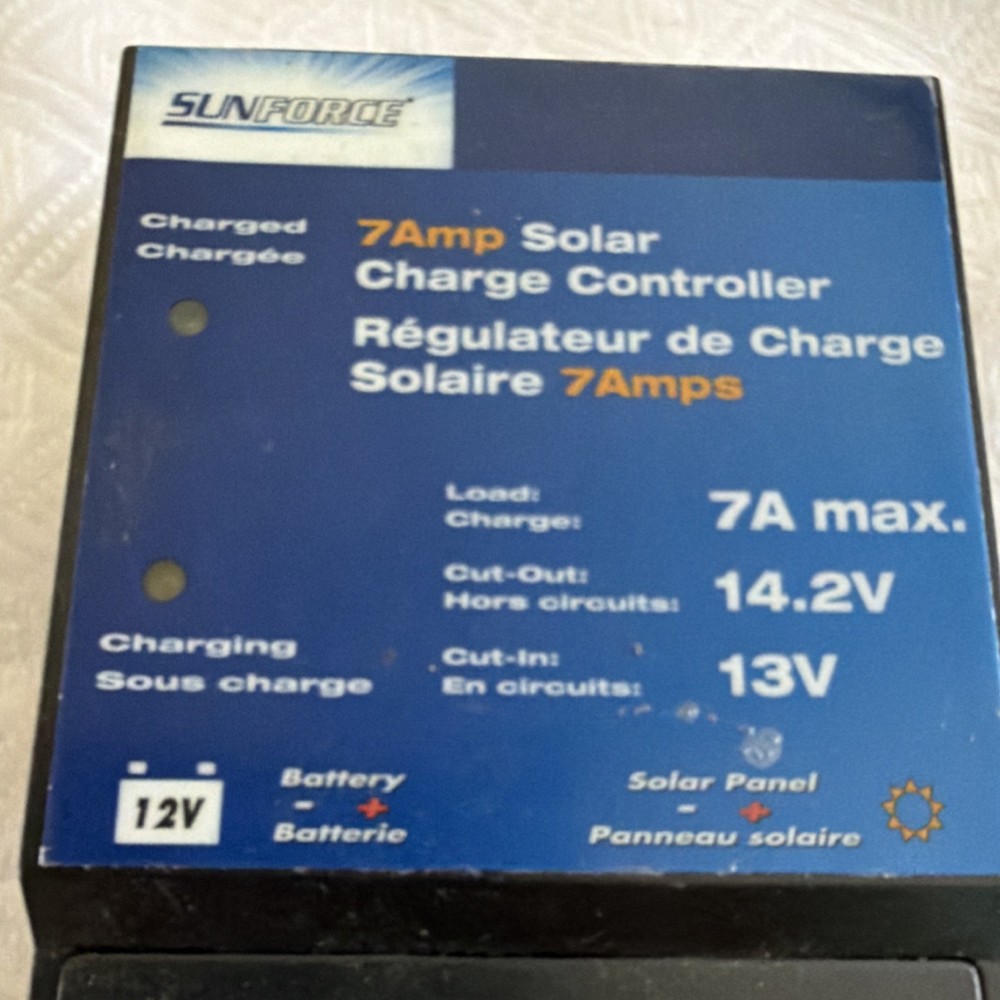 SUNFORCE
Charged
Chargée
7Amp Solar
Charge Controller
Régulateur de Charge
Solaire 7Amps
Load:
Charge:
7A max.
Cut-Out:
Hors circuits:
14.2V
Charging
Sous charge
Cut-In:
En circuits:
13V
12V
Battery
- +
Batterie
Solar Panel
- +
Panneau solaire